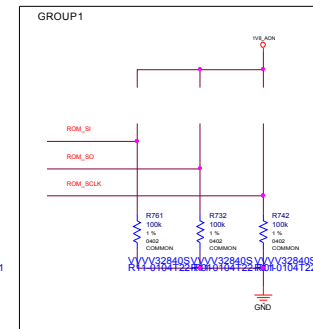 GROUP1
1V8_AON
ROM_SI
ROM_SO
ROM_SCLK
R761 R732 R742
100k 100k 100k
1 % 1 % 1 %
0402 0402 0402
COMMON COMMON COMMON
GND